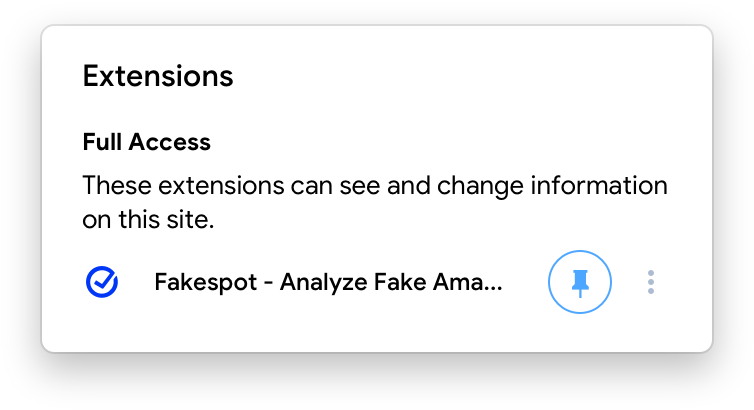 Extensions
Full Access
These extensions can see and change information
on this site.
Fakespot - Analyze Fake Ama...